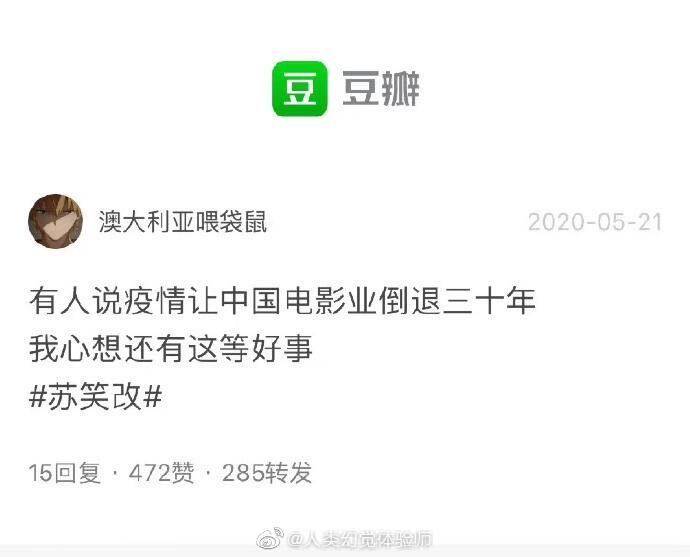 豆 豆瓣
澳大利亚喂袋鼠 2020-05-21
有人说疫情让中国电影业倒退三十年
我心想还有这等好事
#苏笑改#
15回复 · 472赞 · 285转发
@人类幻觉体验师